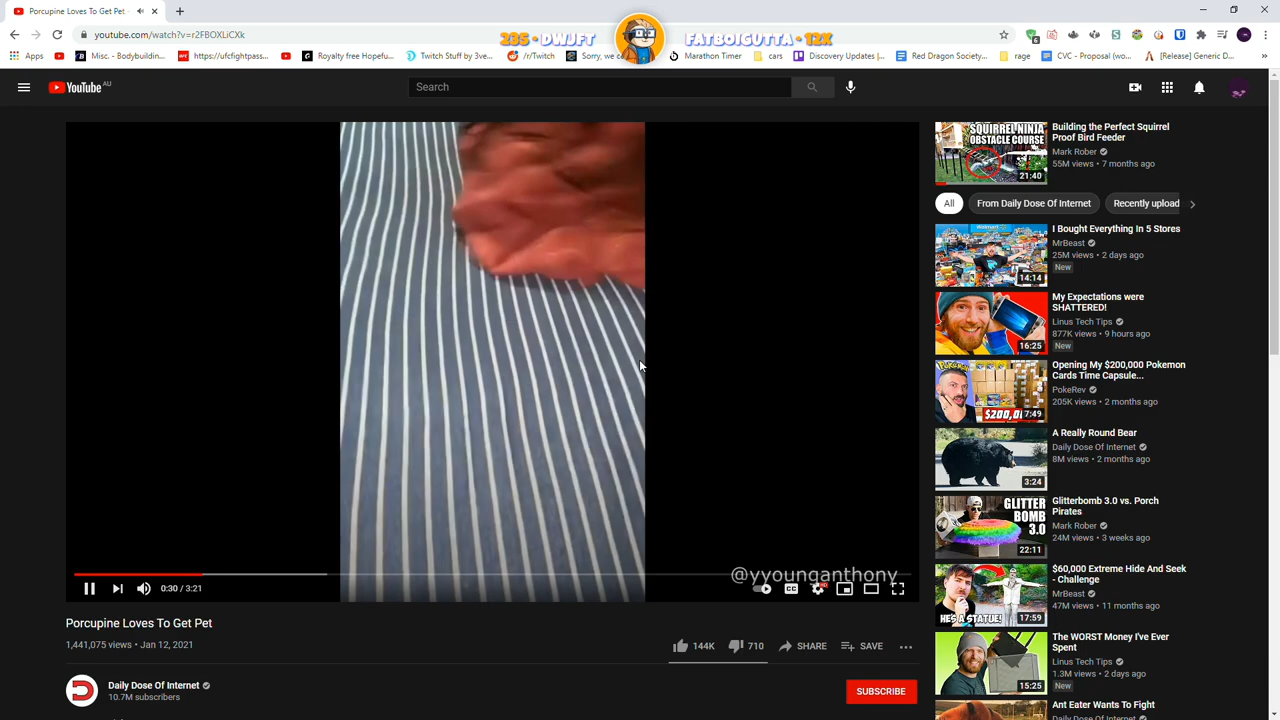 Porcupine Loves To Get Pet
youtube.com/watch?v=r2FBOXLiCXk
235 - DWJFT
FATBOIGUTTA - 12X
Apps
https://ufcfightpass...
Royalty free Hopefu...
Twitch Stuff by 3ve...
/r/Twitch
Marathon Timer
cars
Discovery Updates |...
Red Dragon Society...
rage
CVC - Proposal (wo...
[Release] Generic D...
YouTube AU
Search
@yyounganthony
0:30 / 3:21
CC
HD
Porcupine Loves To Get Pet
1,441,075 views • Jan 12, 2021
144K
710
SHARE
SAVE
Daily Dose Of Internet
10.7M subscribers
SUBSCRIBE
SQUIRREL NINJA
OBSTACLE COURSE
21:40
Building the Perfect Squirrel
Proof Bird Feeder
Mark Rober
55M views • 7 months ago
All
From Daily Dose Of Internet
Recently upload
Walmart
14:14
I Bought Everything In 5 Stores
MrBeast
25M views • 2 days ago
New
16:25
My Expectations were
SHATTERED!
Linus Tech Tips
877K views • 9 hours ago
New
POKEMON
7:49
Opening My $200,000 Pokemon
Cards Time Capsule...
PokeRev
205K views • 2 months ago
3:24
A Really Round Bear
Daily Dose Of Internet
8M views • 2 months ago
GLITTER
BOMB
3.0
22:11
Glitterbomb 3.0 vs. Porch
Pirates
Mark Rober
24M views • 3 weeks ago
HE'S A STATUE!
17:59
$60,000 Extreme Hide And Seek
- Challenge
MrBeast
47M views • 11 months ago
15:25
The WORST Money I've Ever
Spent
Linus Tech Tips
1.3M views • 2 days ago
New
Ant Eater Wants To Fight
Daily Dose Of Internet